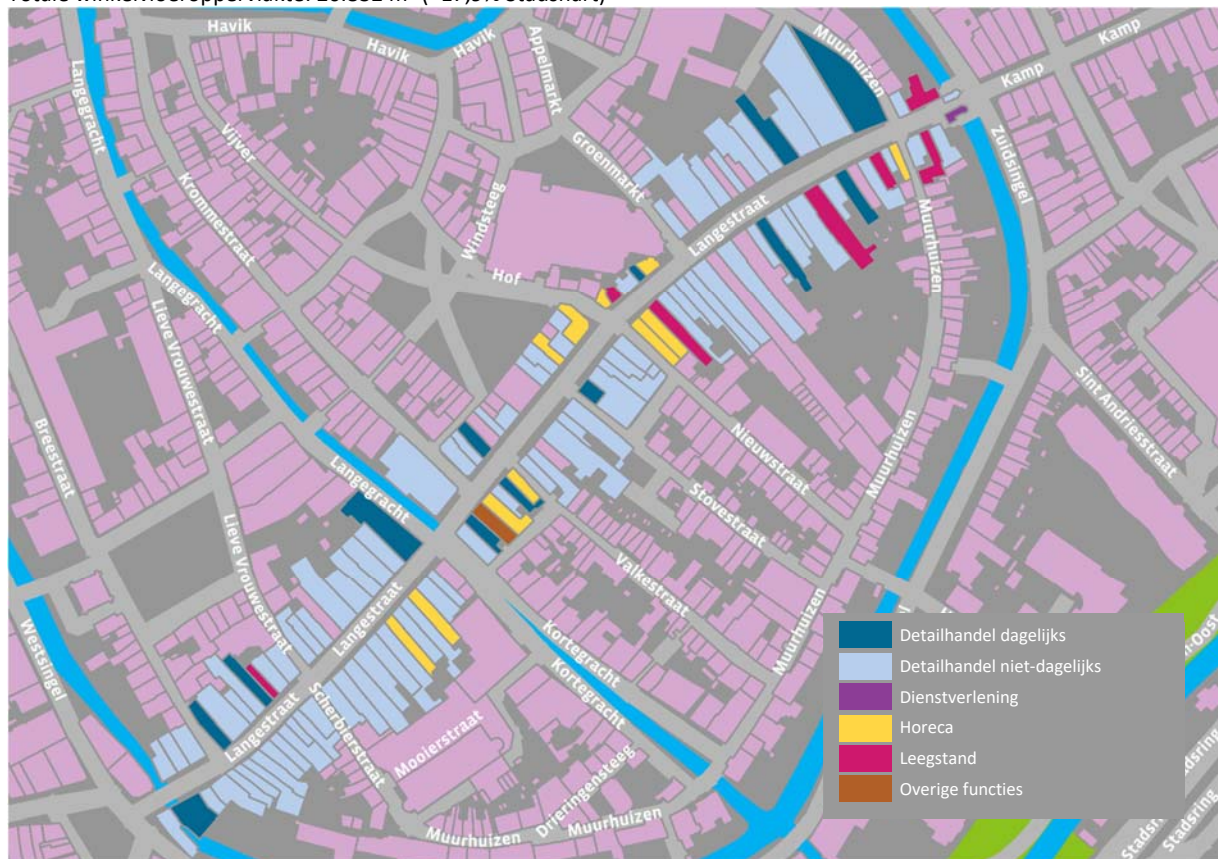 Havik
Havik
Havik
Appelmarkt
Muurhuizen
Kamp
Kamp
Langegracht
Vijver
Groenmarkt
Zuidsingel
Krommestraat
Windsteeg
Langestraat
Muurhuizen
Hof
Langegracht
Lieve Vrouwestraat
Breestraat
Sint Andriesstraat
Nieuwstraat
Muurhuizen
Langegracht
Stovestraat
Lieve Vrouwestraat
Valkestraat
Westsingel
Langestraat
Muurhuizen
Kortegracht
Kortegracht
Langestraat
Scherbierstraat
Mooierstraat
Drieringensteeg
Muurhuizen
Muurhuizen
Detailhandel dagelijks
Detailhandel niet-dagelijks
Dienstverlening
Horeca
Leegstand
Overige functies
Stadsring
Stadsring